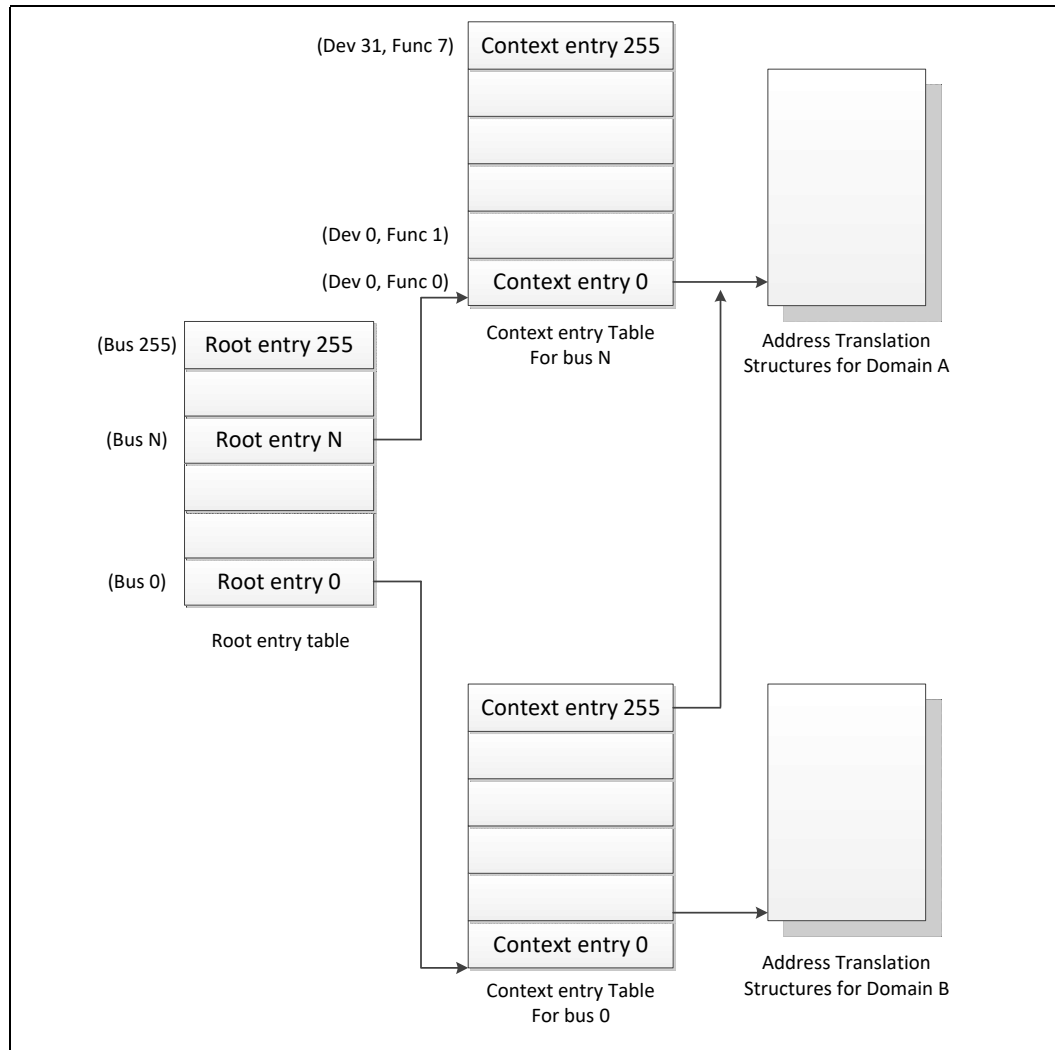 (Dev 31, Func 7)
Context entry 255
(Dev 0, Func 1)
(Dev 0, Func 0)
Context entry 0
Context entry Table
For bus N
Address Translation
Structures for Domain A
(Bus 255)
Root entry 255
(Bus N)
Root entry N
(Bus 0)
Root entry 0
Root entry table
Context entry 255
Context entry 0
Context entry Table
For bus 0
Address Translation
Structures for Domain B